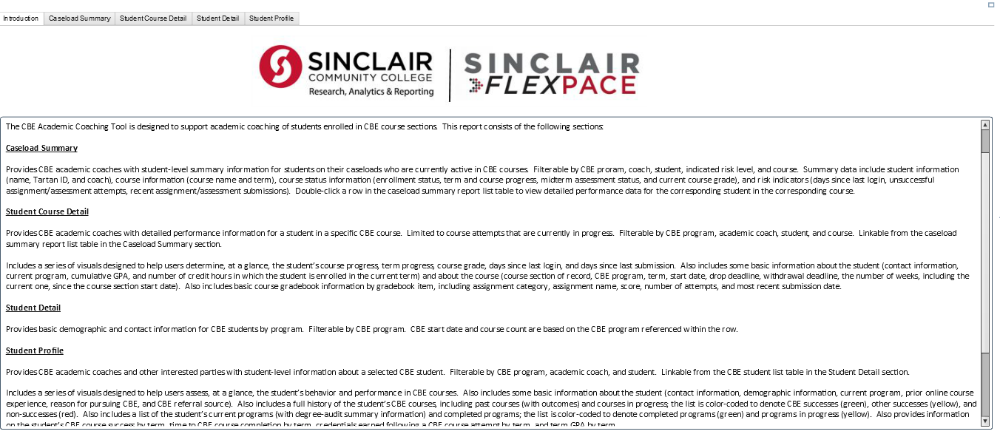 Introduction Caseload Summary Student Course Detail Student Detail Student Profile
SINCLAIR
COMMUNITY COLLEGE
Research, Analytics & Reporting
SINCLAIR
FLEXPACE
The CBE Academic Coaching Tool is designed to support academic coaching of students enrolled in CBE course sections. This report consists of the following sections:
Caseload Summary
Provides CBE academic coaches with student-level summary information for students on their caseloads who are currently active in CBE courses. Filterable by CBE proram, coach, student, indicated risk level, and course. Summary data include student information
(name, Tartan ID, and coach), course information (course name and term), course status information (enrollment status, term and course progress, midterm assessment status, and current course grade), and risk indicators (days since last login, unsuccessful
assignment/assessment attempts, recent assignment/assessment submissions). Double-click a row in the caseload summary report list table to view detailed performance data for the corresponding student in the corresponding course.
Student Course Detail
Provides CBE academic coaches with detailed performance information for a student in a specific CBE course. Limited to course attempts that are currently in progress. Filterable by CBE program, academic coach, student, and course. Linkable from the caseload
summary report list table in the Caseload Summary section.
Includes a series of visuals designed to help users determine, at a glance, the student's course progress, term progress, course grade, days since last login, and days since last submission. Also includes some basic information about the student (contact information,
current program, cumulative GPA, and number of credit hours in which the student is enrolled in the current term) and about the course (course section of record, CBE program, term, start date, drop deadline, withdrawal deadline, the number of weeks, including the
current one, since the course section start date). Also includes basic course gradebook information by gradebook item, including assignment category, assignment name, score, number of attempts, and most recent submission date.
Student Detail
Provides basic demographic and contact information for CBE students by program. Filterable by CBE program. CBE start date and course count are based on the CBE program referenced within the row.
Student Profile
Provides CBE academic coaches and other interested parties with student-level information about a selected CBE student. Filterable by CBE program, academic coach, and student. Linkable from the CBE student list table in the Student Detail section.
Includes a series of visuals designed to help users assess, at a glance, the student's behavior and performance in CBE courses. Also includes some basic information about the student (contact information, demographic information, current program, prior online course
experience, reason for pursuing CBE, and CBE referral source). Also includes a full history of the student's CBE courses, including past courses (with outcomes) and courses in progress; the list is color-coded to denote CBE successes (green), other successes (yellow), and
non-successes (red). Also includes a list of the student's current programs (with degree-audit summary information) and completed programs; the list is color-coded to denote completed programs (green) and programs in progress (yellow). Also provides information
on the student's CBE course success by term, time to CBE course completion by term, credentials earned following a CBE course attempt by term, and term GPA by term.